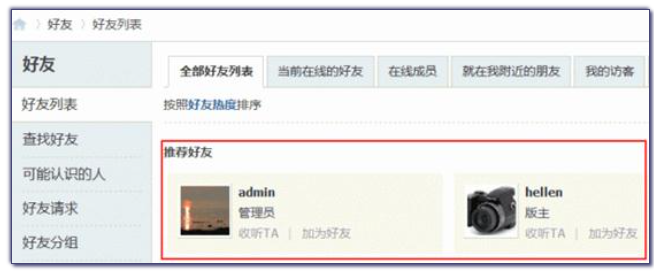 好友 〉 好友列表
好友
全部好友列表 当前在线的好友 在线成员 就在我附近的朋友 我的访客
好友列表
按照好友热度排序
查找好友
可能认识的人
好友请求
好友分组
推荐好友
admin
管理员
收听TA | 加为好友
hellen
版主
收听TA | 加为好友